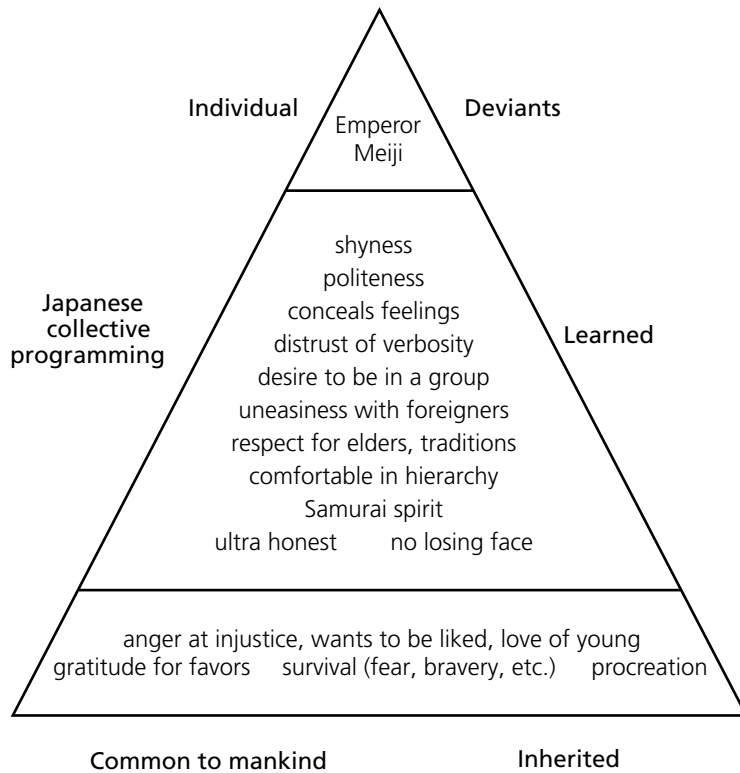 Individual
Deviants
Emperor
Meiji
shyness
politeness
conceals feelings
distrust of verbosity
desire to be in a group
uneasiness with foreigners
respect for elders, traditions
comfortable in hierarchy
Samurai spirit
ultra honest no losing face
Japanese
collective
programming
Learned
anger at injustice, wants to be liked, love of young
gratitude for favors survival (fear, bravery, etc.) procreation
Common to mankind
Inherited